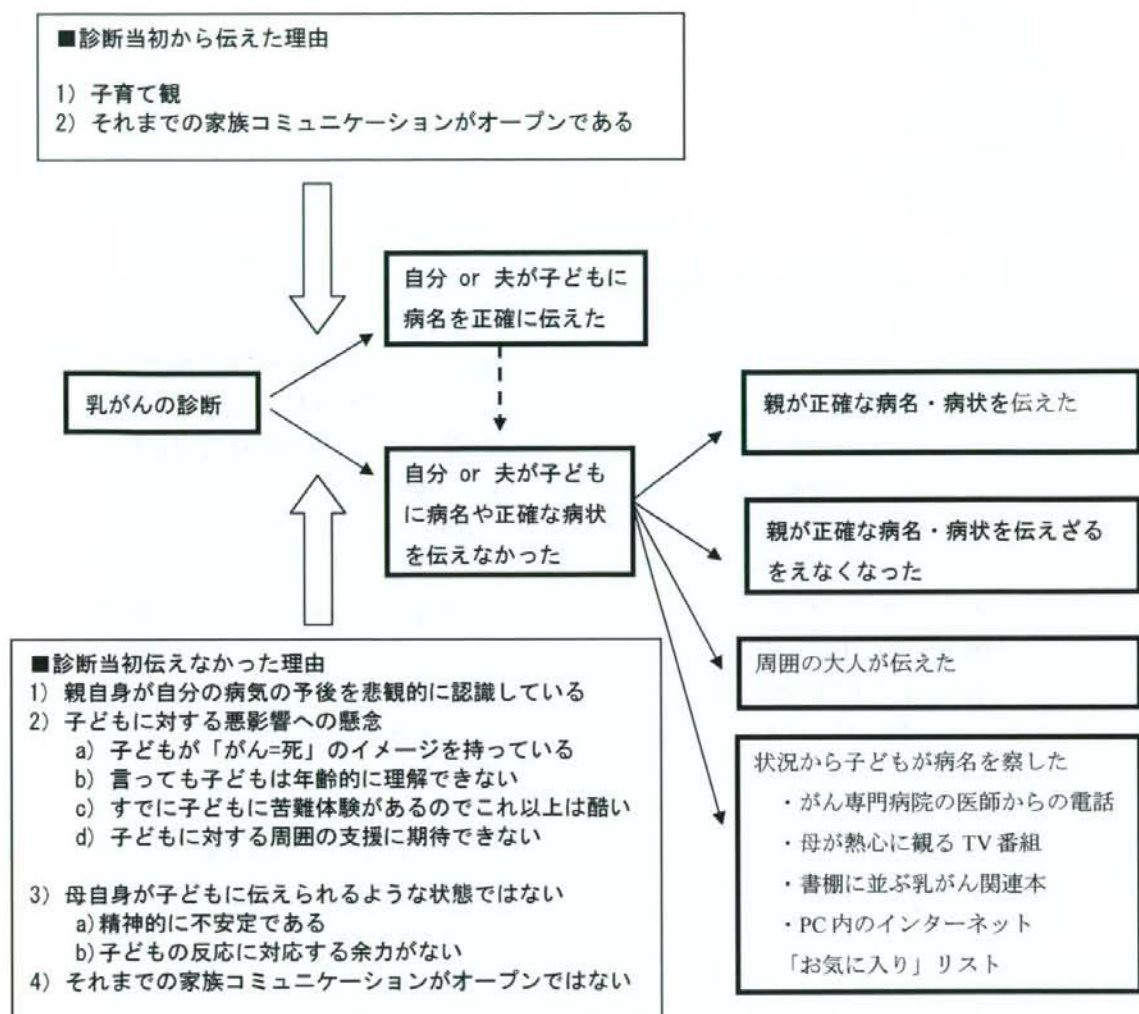 ■診断当初から伝えた理由
1) 子育て観
2) それまでの家族コミュニケーションがオープンである
自分 or 夫が子どもに
病名を正確に伝えた
乳がんの診断
自分 or 夫が子ども
に病名や正確な病状
を伝えなかった
親が正確な病名・病状を伝えた
親が正確な病名・病状を伝えざる
をえなくなった
周囲の大人が伝えた
状況から子どもが病名を察した
・がん専門病院の医師からの電話
・母が熱心に観る TV 番組
・書棚に並ぶ乳がん関連本
・PC 内のインターネット
「お気に入り」リスト
■診断当初伝えなかった理由
1) 親自身が自分の病気の予後を悲観的に認識している
2) 子どもに対する悪影響への懸念
a) 子どもが「がん=死」のイメージを持っている
b) 言っても子どもは年齢的に理解できない
c) すでに子どもに苦難体験があるのでこれ以上は酷い
d) 子どもに対する周囲の支援に期待できない
3) 母自身が子どもに伝えられるような状態ではない
a)精神的に不安定である
b)子どもの反応に対応する余力がない
4) それまでの家族コミュニケーションがオープンではない